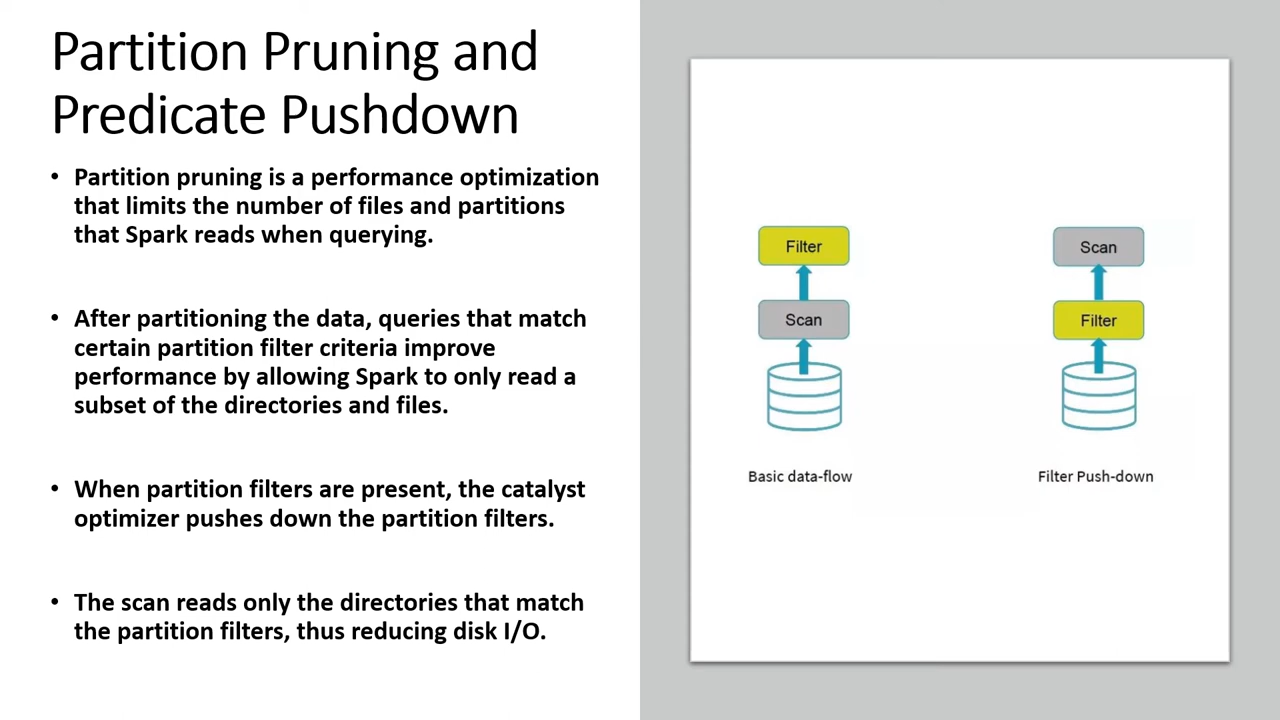 Partition Pruning and
Predicate Pushdown
• Partition pruning is a performance optimization
that limits the number of files and partitions
that Spark reads when querying.
• After partitioning the data, queries that match
certain partition filter criteria improve
performance by allowing Spark to only read a
subset of the directories and files.
• When partition filters are present, the catalyst
optimizer pushes down the partition filters.
• The scan reads only the directories that match
the partition filters, thus reducing disk I/O.
Filter
Scan
Basic data-flow
Scan
Filter
Filter Push-down